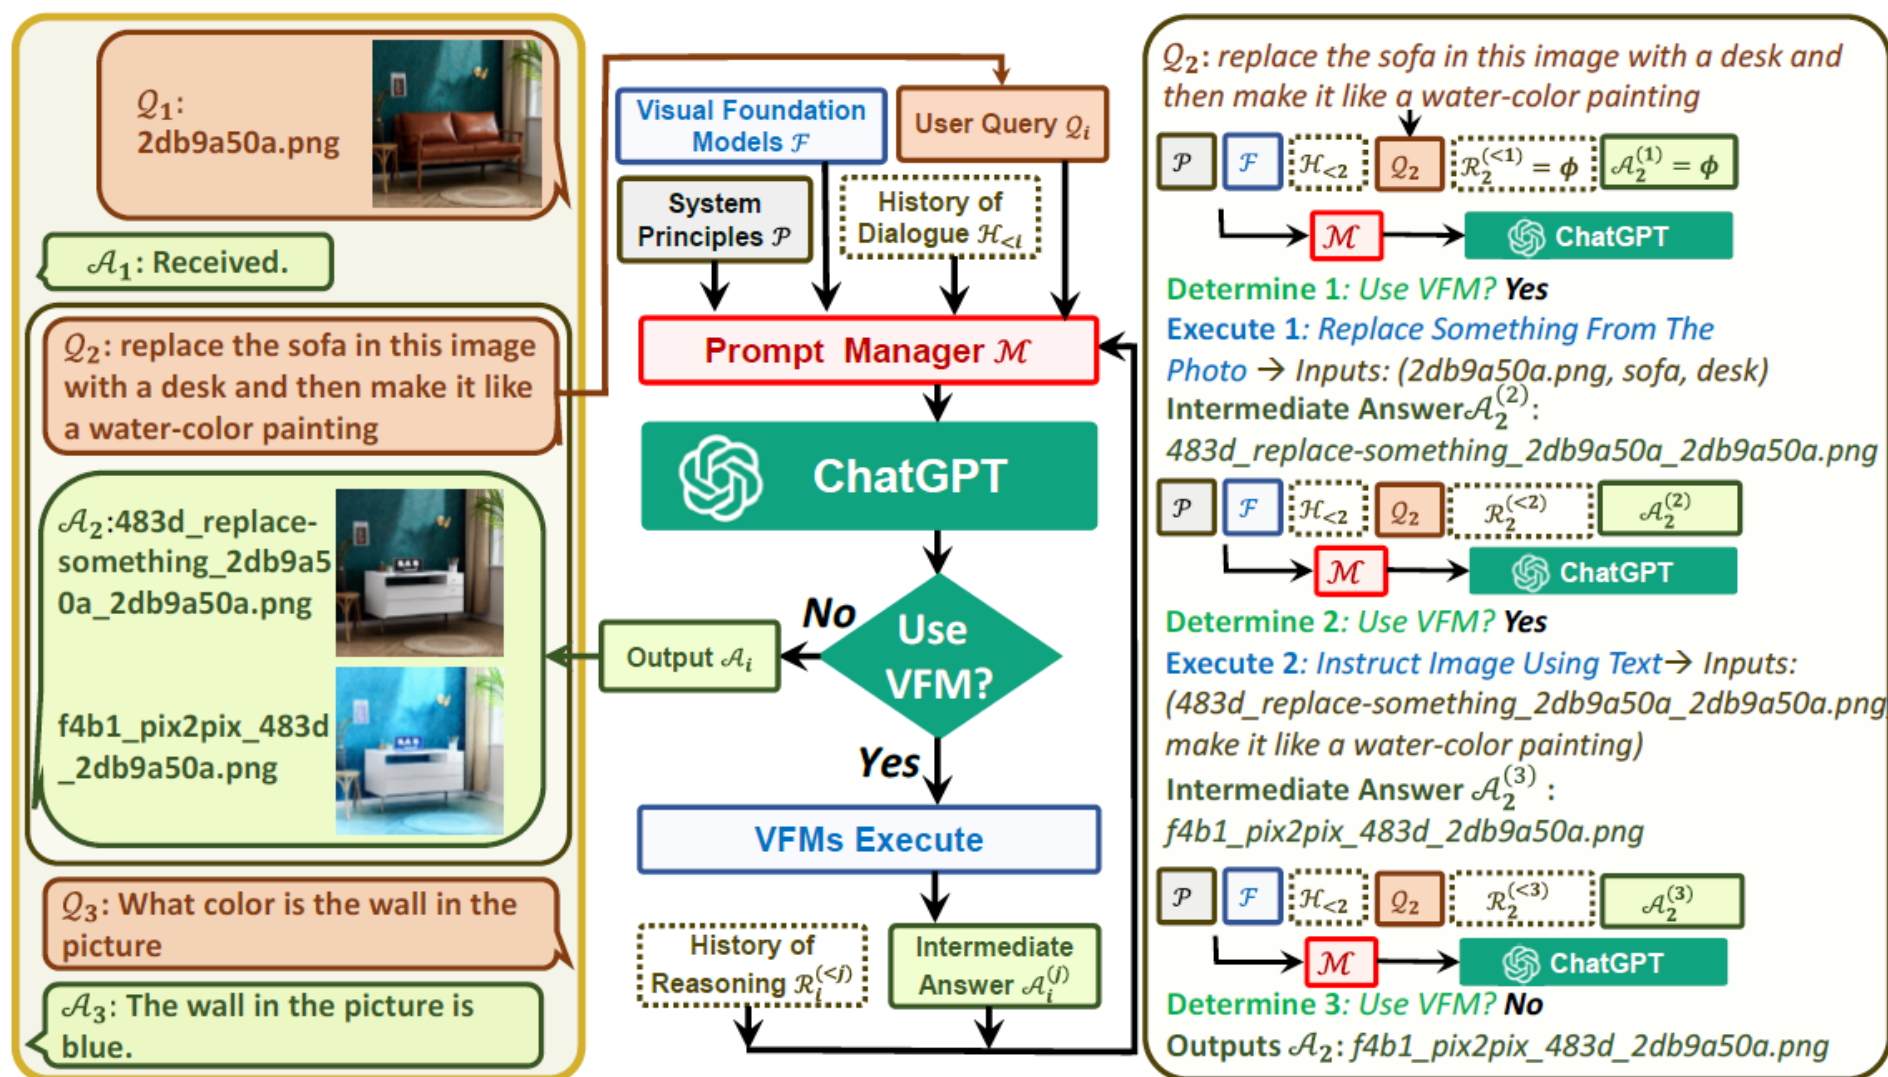 Q₁:
2db9a50a.png
A₁: Received.
Q₂: replace the sofa in this image
with a desk and then make it like
a water-color painting
A₂:483d_replace-
something_2db9a5
0a_2db9a50a.png
f4b1_pix2pix_483d
_2db9a50a.png
Q₃: What color is the wall in the
picture
A₃: The wall in the picture is
blue.
Visual Foundation
Models F
User Query Qᵢ
System
Principles P
History of
Dialogue H<ᵢ
Prompt Manager M
ChatGPT
Use
VFM?
No
Output Aᵢ
Yes
VFMs Execute
History of
Reasoning Rᵢ^(<j)
Intermediate
Answer Aᵢ^(j)
Q₂: replace the sofa in this image with a desk and
then make it like a water-color painting
P F H<₂ Q₂ R₂^(<1) = ϕ A₂^(1) = ϕ
M ChatGPT
Determine 1: Use VFM? Yes
Execute 1: Replace Something From The
Photo → Inputs: (2db9a50a.png, sofa, desk)
Intermediate Answer A₂^(2):
483d_replace-something_2db9a50a_2db9a50a.png
P F H<₂ Q₂ R₂^(<2) A₂^(2)
M ChatGPT
Determine 2: Use VFM? Yes
Execute 2: Instruct Image Using Text→ Inputs:
(483d_replace-something_2db9a50a_2db9a50a.png,
make it like a water-color painting)
Intermediate Answer A₂^(3) :
f4b1_pix2pix_483d_2db9a50a.png
P F H<₂ Q₂ R₂^(<3) A₂^(3)
M ChatGPT
Determine 3: Use VFM? No
Outputs A₂: f4b1_pix2pix_483d_2db9a50a.png